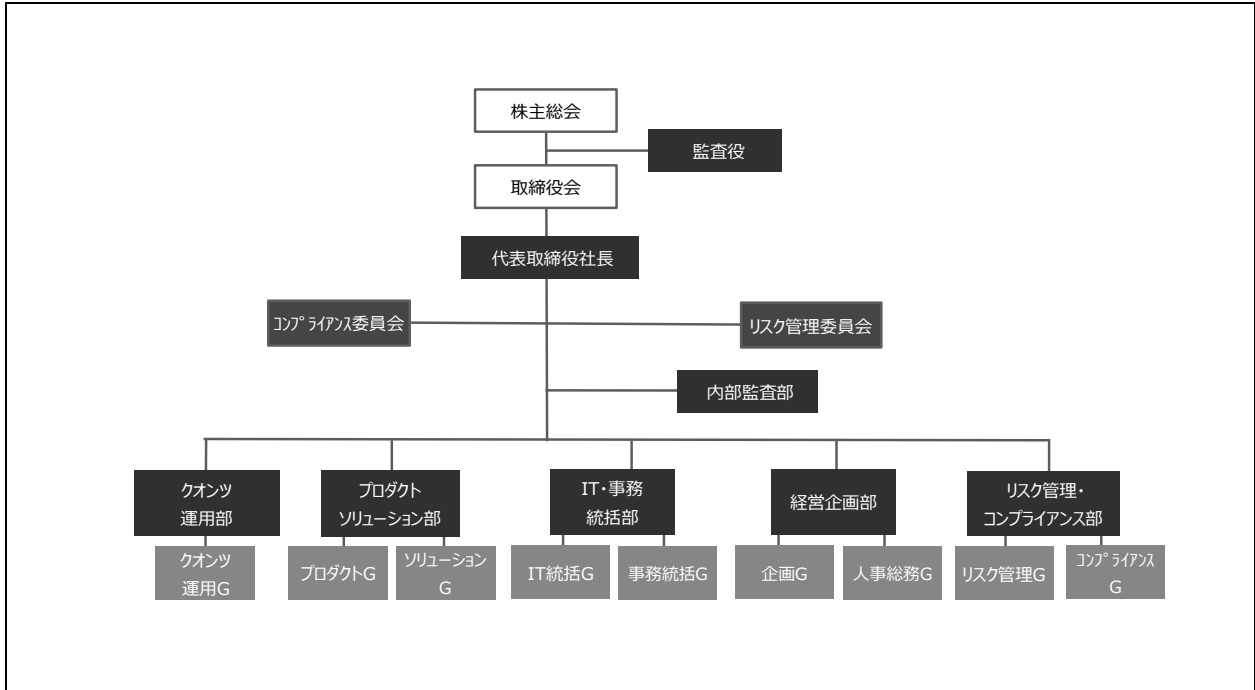 株主総会
監査役
取締役会
代表取締役社長
ｺﾝﾌﾟﾗｲｱﾝｽ委員会
リスク管理委員会
内部監査部
クオンツ
運用部
プロダクト
ソリューション部
IT・事務
統括部
経営企画部
リスク管理・
コンプライアンス部
クオンツ
運用G
プロダクトG
ソリューション
G
IT統括G
事務統括G
企画G
人事総務G
リスク管理G
ｺﾝﾌﾟﾗｲｱﾝｽ
G